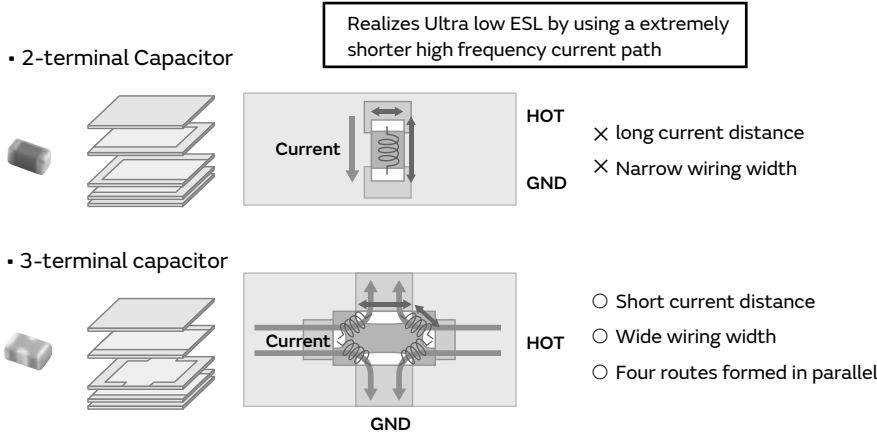 Realizes Ultra low ESL by using a extremely
shorter high frequency current path
▪ 2-terminal Capacitor
HOT
Current
GND
× long current distance
× Narrow wiring width
▪ 3-terminal capacitor
Current
HOT
GND
○ Short current distance
○ Wide wiring width
○ Four routes formed in parallel